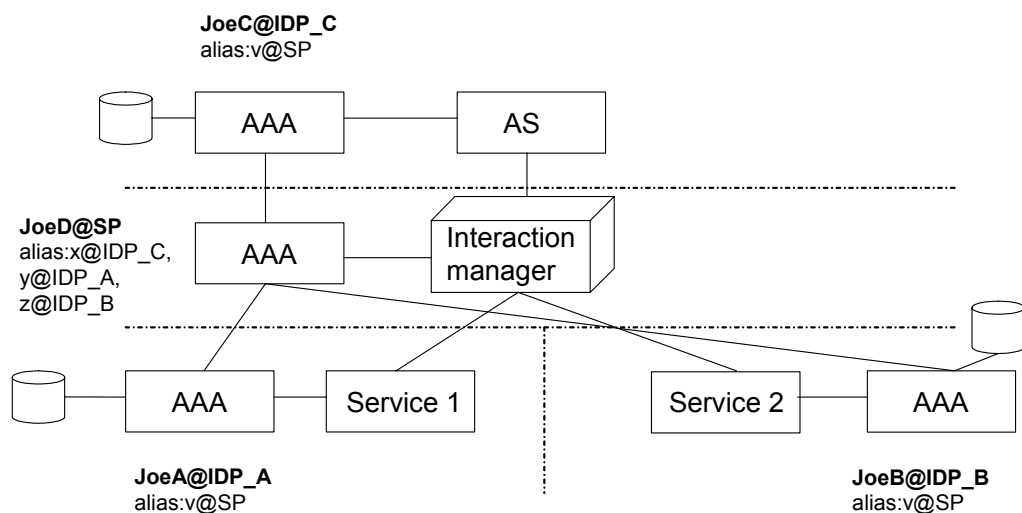 JoeC@IDP_C
alias:v@SP
AAA
AS
JoeD@SP
alias:x@IDP_C,
y@IDP_A,
z@IDP_B
AAA
Interaction
manager
AAA
Service 1
Service 2
AAA
JoeA@IDP_A
alias:v@SP
JoeB@IDP_B
alias:v@SP